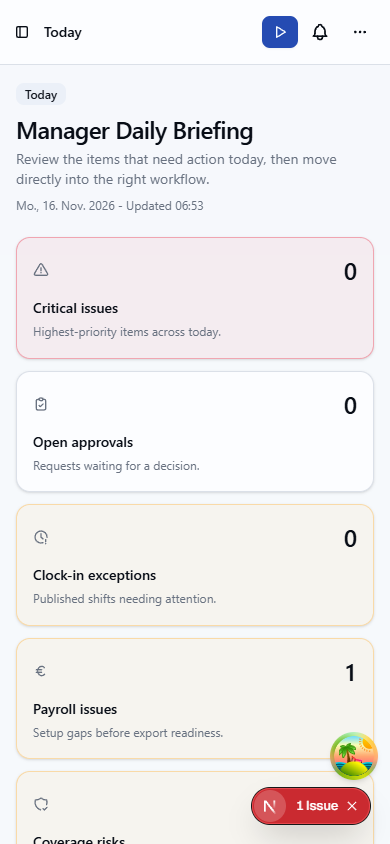 Today
Today
Manager Daily Briefing
Review the items that need action today, then move
directly into the right workflow.
Mo., 16. Nov. 2026 - Updated 06:53
0
Critical issues
Highest-priority items across today.
0
Open approvals
Requests waiting for a decision.
0
Clock-in exceptions
Published shifts needing attention.
€
1
Payroll issues
Setup gaps before export readiness.
N
1 Issue
Coverage risks